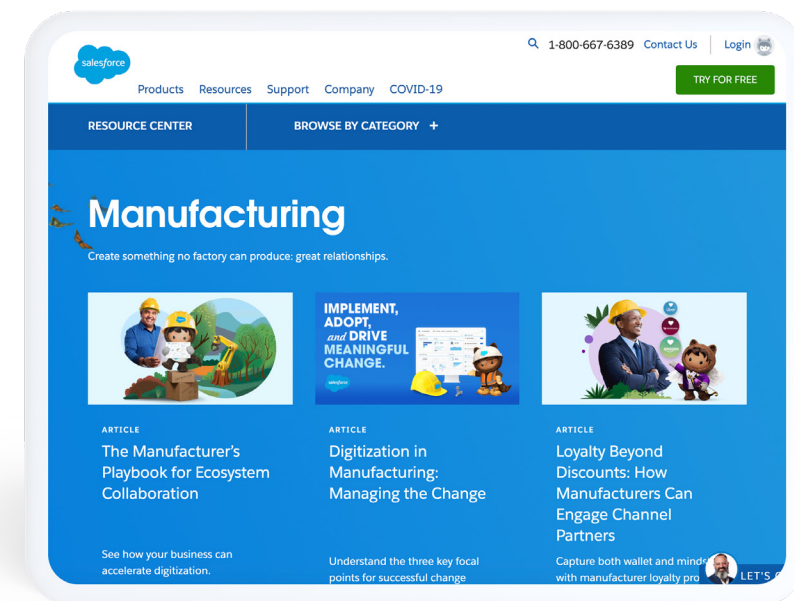 salesforce
1-800-667-6389 Contact Us Login
Products Resources Support Company COVID-19
TRY FOR FREE
RESOURCE CENTER
BROWSE BY CATEGORY +
Manufacturing
Create something no factory can produce: great relationships.
IMPLEMENT,
ADOPT,
and DRIVE
MEANINGFUL
CHANGE.
salesforce
ARTICLE
The Manufacturer's
Playbook for Ecosystem
Collaboration
See how your business can
accelerate digitization.
ARTICLE
Digitization in
Manufacturing:
Managing the Change
Understand the three key focal
points for successful change
ARTICLE
Loyalty Beyond
Discounts: How
Manufacturers Can
Engage Channel
Partners
Capture both wallet and minds
with manufacturer loyalty pro
LET'S